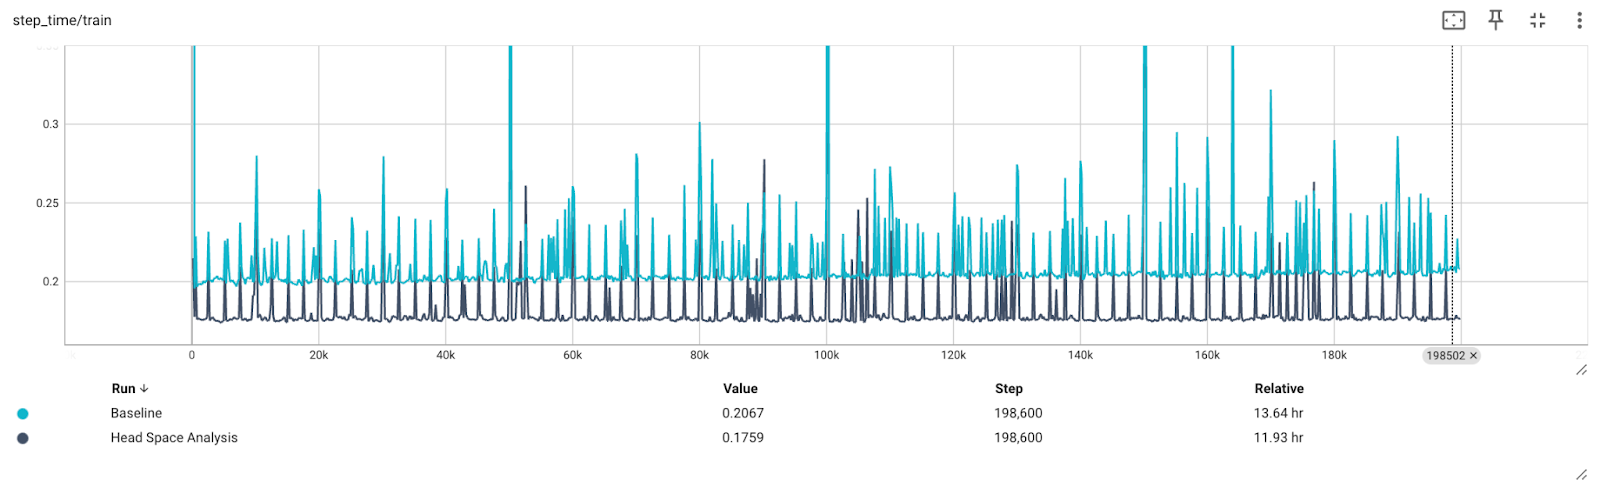 step_time/train
0.3
0.25
0.2
0 20k 40k 60k 80k 100k 120k 140k 160k 180k 198502 ×
Run ↓ Value Step Relative
Baseline 0.2067 198,600 13.64 hr
Head Space Analysis 0.1759 198,600 11.93 hr